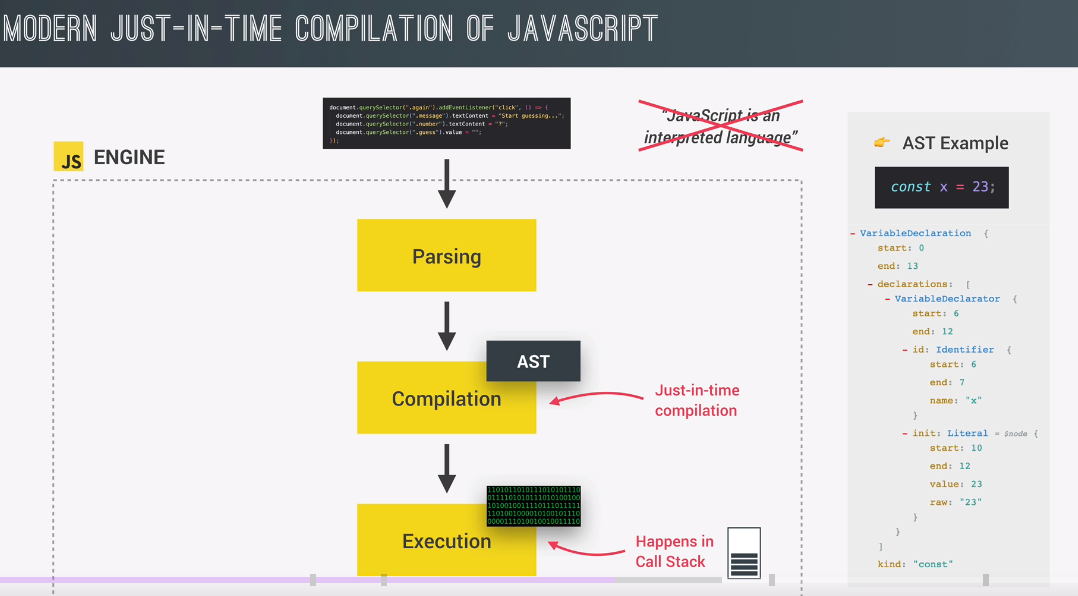 MODERN JUST-IN-TIME COMPILATION OF JAVASCRIPT
document.querySelector(".again").addEventListener("click", () => {
document.querySelector(".message").textContent = "Start guessing...";
document.querySelector(".number").textContent = "?";
document.querySelector(".guess").value = "";
});
"JavaScript is an
interpreted language"
JS ENGINE
Parsing
AST
Compilation
Just-in-time
compilation
Execution
Happens in
Call Stack
👉 AST Example
const x = 23;
- VariableDeclaration {
start: 0
end: 13
- declarations: [
- VariableDeclarator {
start: 6
end: 12
- id: Identifier {
start: 6
end: 7
name: "x"
}
- init: Literal = $node {
start: 10
end: 12
value: 23
raw: "23"
}
}
]
kind: "const"